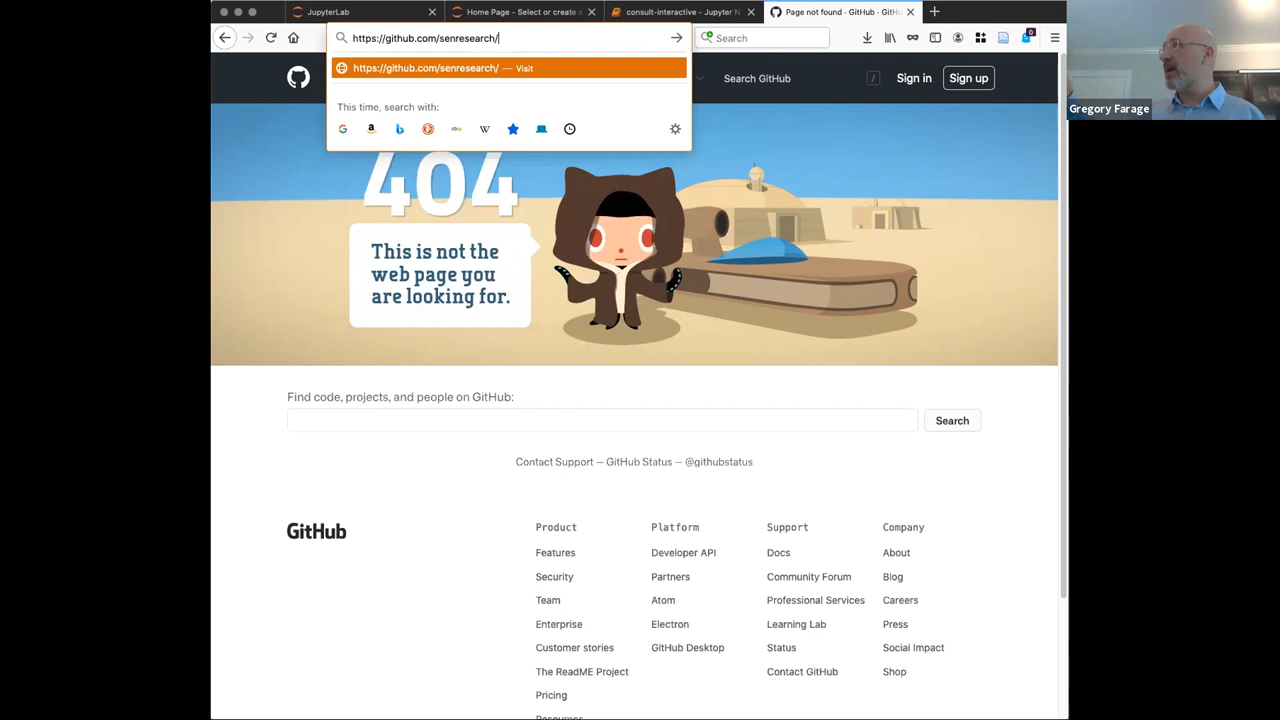 JupyterLab
Home Page - Select or create a
consult-interactive - Jupyter N
Page not found · GitHub · GitHu
https://github.com/senresearch/
Search
0
https://github.com/senresearch/ — Visit
This time, search with:
Search GitHub
/
Sign in
Sign up
Gregory Farage
404
This is not the
web page you
are looking for.
Find code, projects, and people on GitHub:
Search
Contact Support — GitHub Status — @githubstatus
GitHub
Product
Features
Security
Team
Enterprise
Customer stories
The ReadME Project
Pricing
Resources
Platform
Developer API
Partners
Atom
Electron
GitHub Desktop
Support
Docs
Community Forum
Professional Services
Learning Lab
Status
Contact GitHub
Company
About
Blog
Careers
Press
Social Impact
Shop